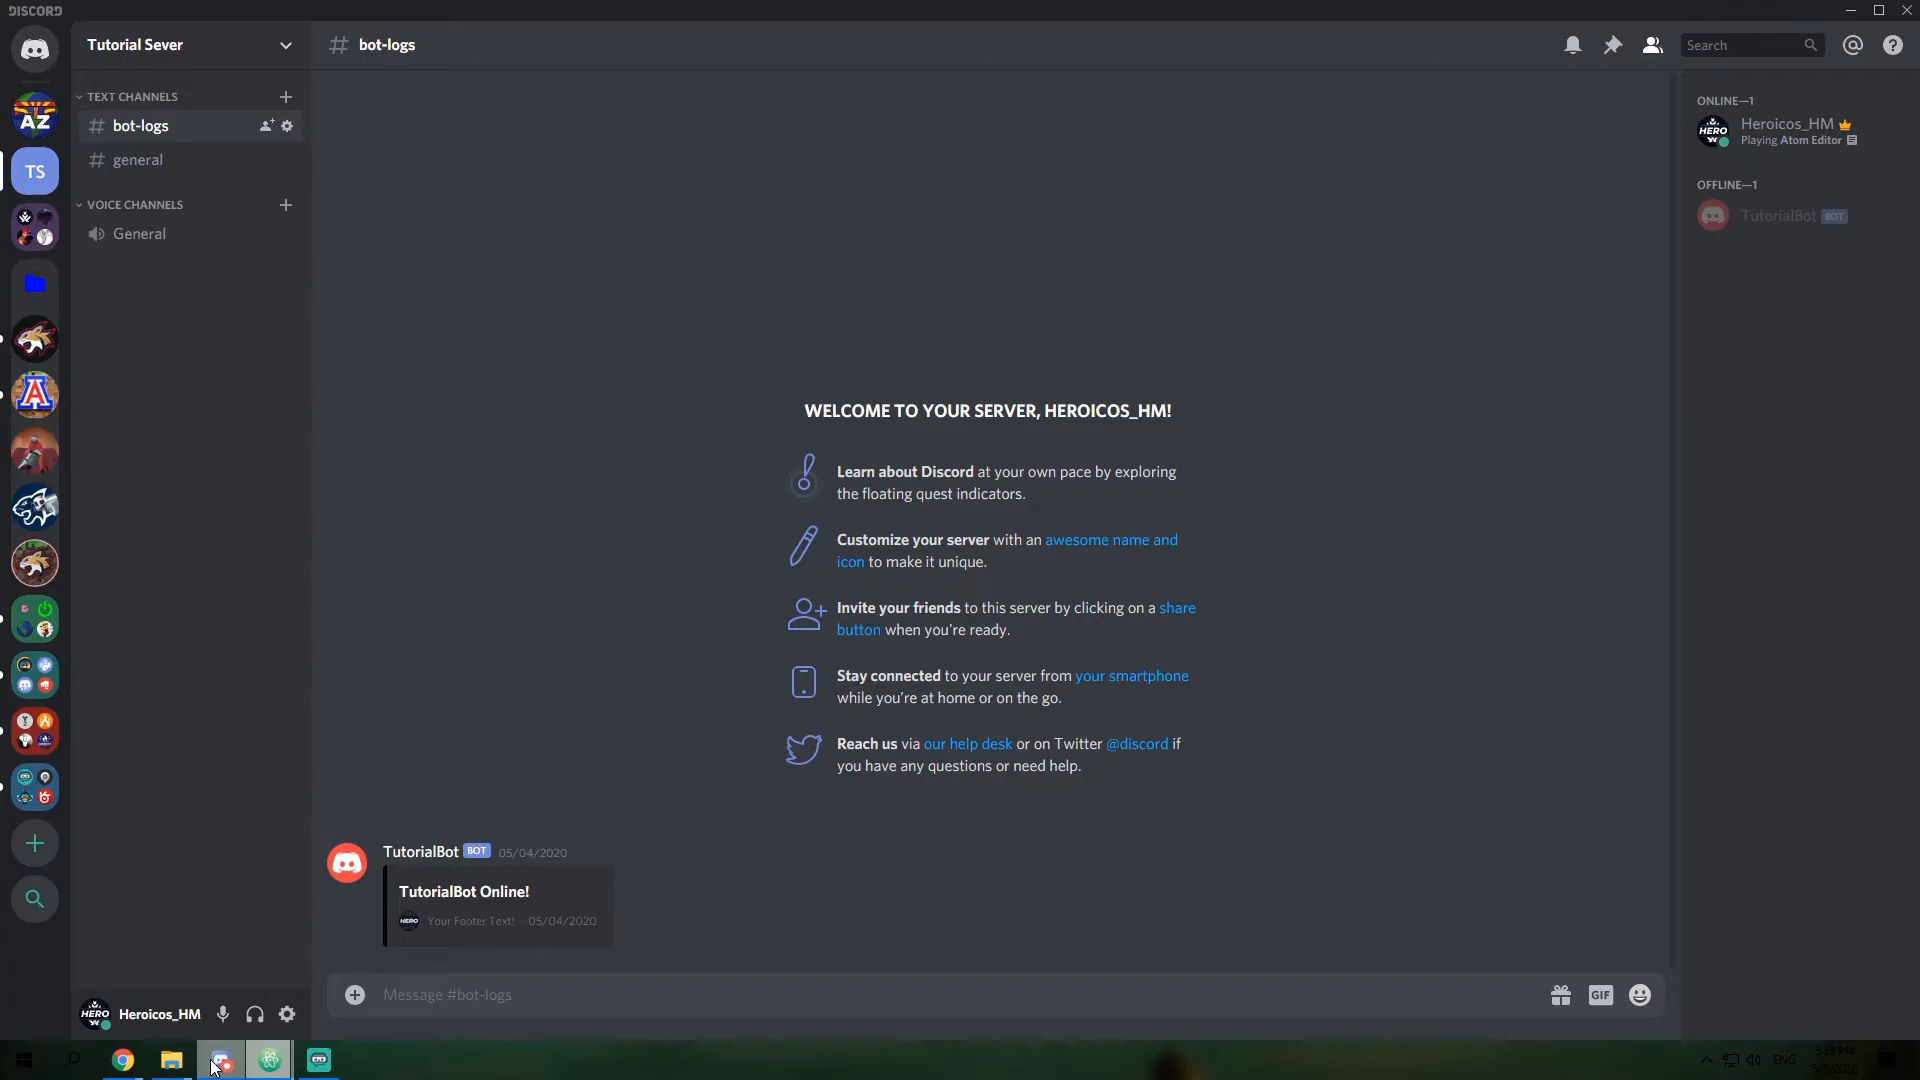 DISCORD
Tutorial Sever
bot-logs
Search
TEXT CHANNELS
bot-logs
general
VOICE CHANNELS
General
AZ
TS
ONLINE—1
Heroicos_HM
Playing Atom Editor
OFFLINE—1
TutorialBot BOT
WELCOME TO YOUR SERVER, HEROICOS_HM!
Learn about Discord at your own pace by exploring
the floating quest indicators.
Customize your server with an awesome name and
icon to make it unique.
Invite your friends to this server by clicking on a share
button when you're ready.
Stay connected to your server from your smartphone
while you're at home or on the go.
Reach us via our help desk or on Twitter @discord if
you have any questions or need help.
TutorialBot BOT 05/04/2020
TutorialBot Online!
HERO Your Footer Text! 05/04/2020
Message #bot-logs
GIF
HERO Heroicos_HM
ENG